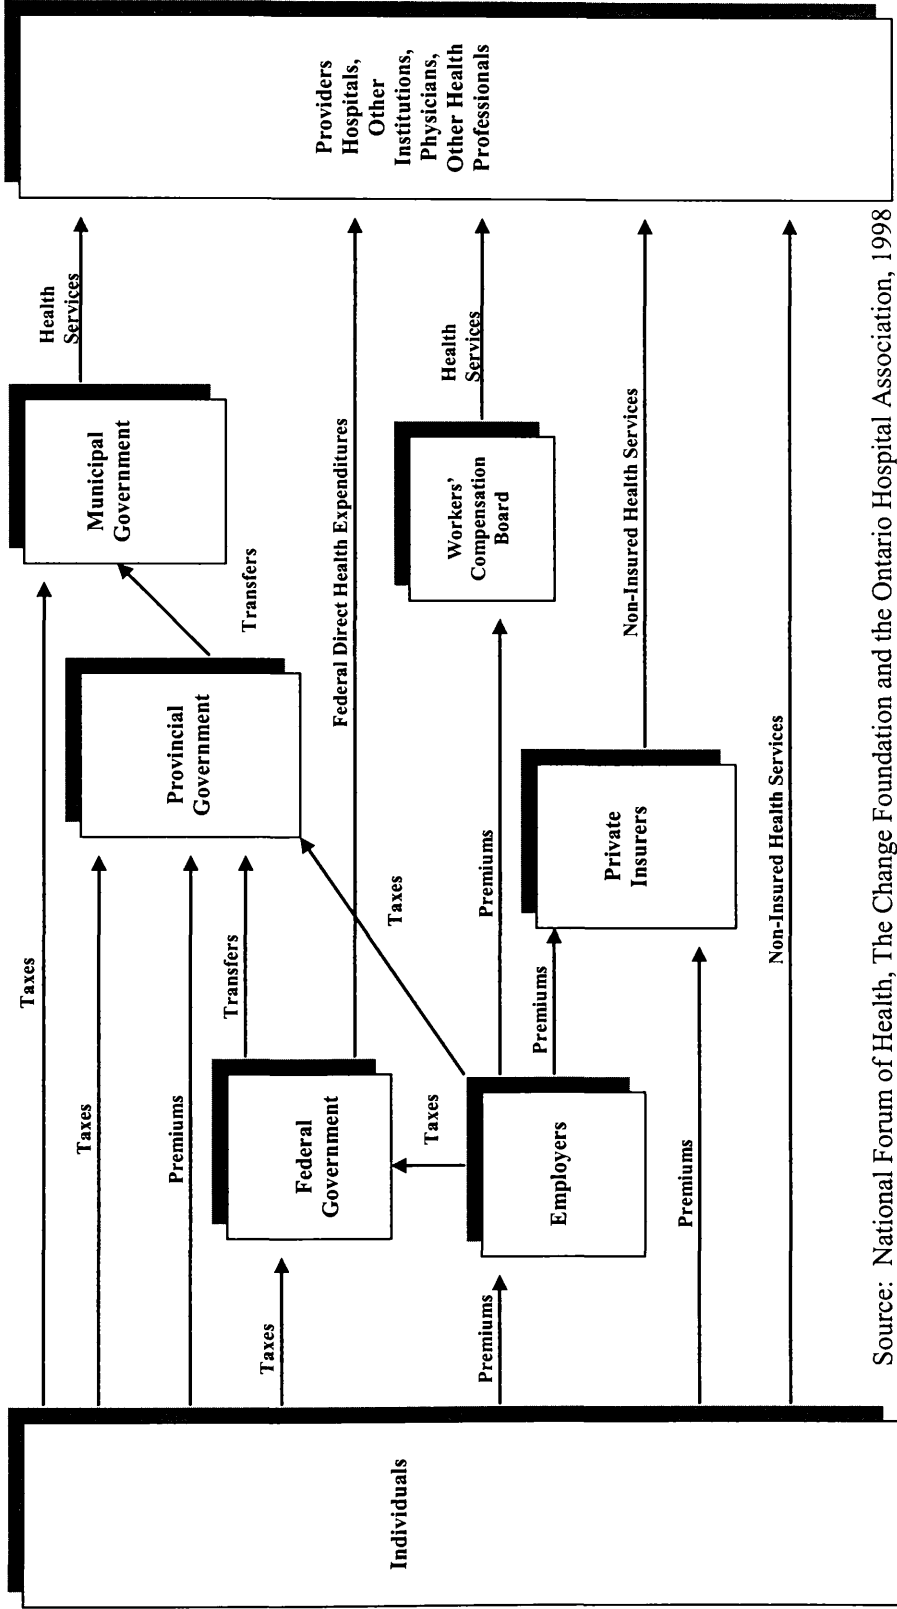 Individuals
Taxes
Taxes
Premiums
Taxes
Premiums
Premiums
Non-Insured Health Services
Federal
Government
Transfers
Federal Direct Health Expenditures
Employers
Taxes
Taxes
Premiums
Premiums
Provincial
Government
Transfers
Private
Insurers
Non-Insured Health Services
Municipal
Government
Health
Services
Workers'
Compensation
Board
Health
Services
Providers
Hospitals,
Other
Institutions,
Physicians,
Other Health
Professionals
Source: National Forum of Health, The Change Foundation and the Ontario Hospital Association, 1998